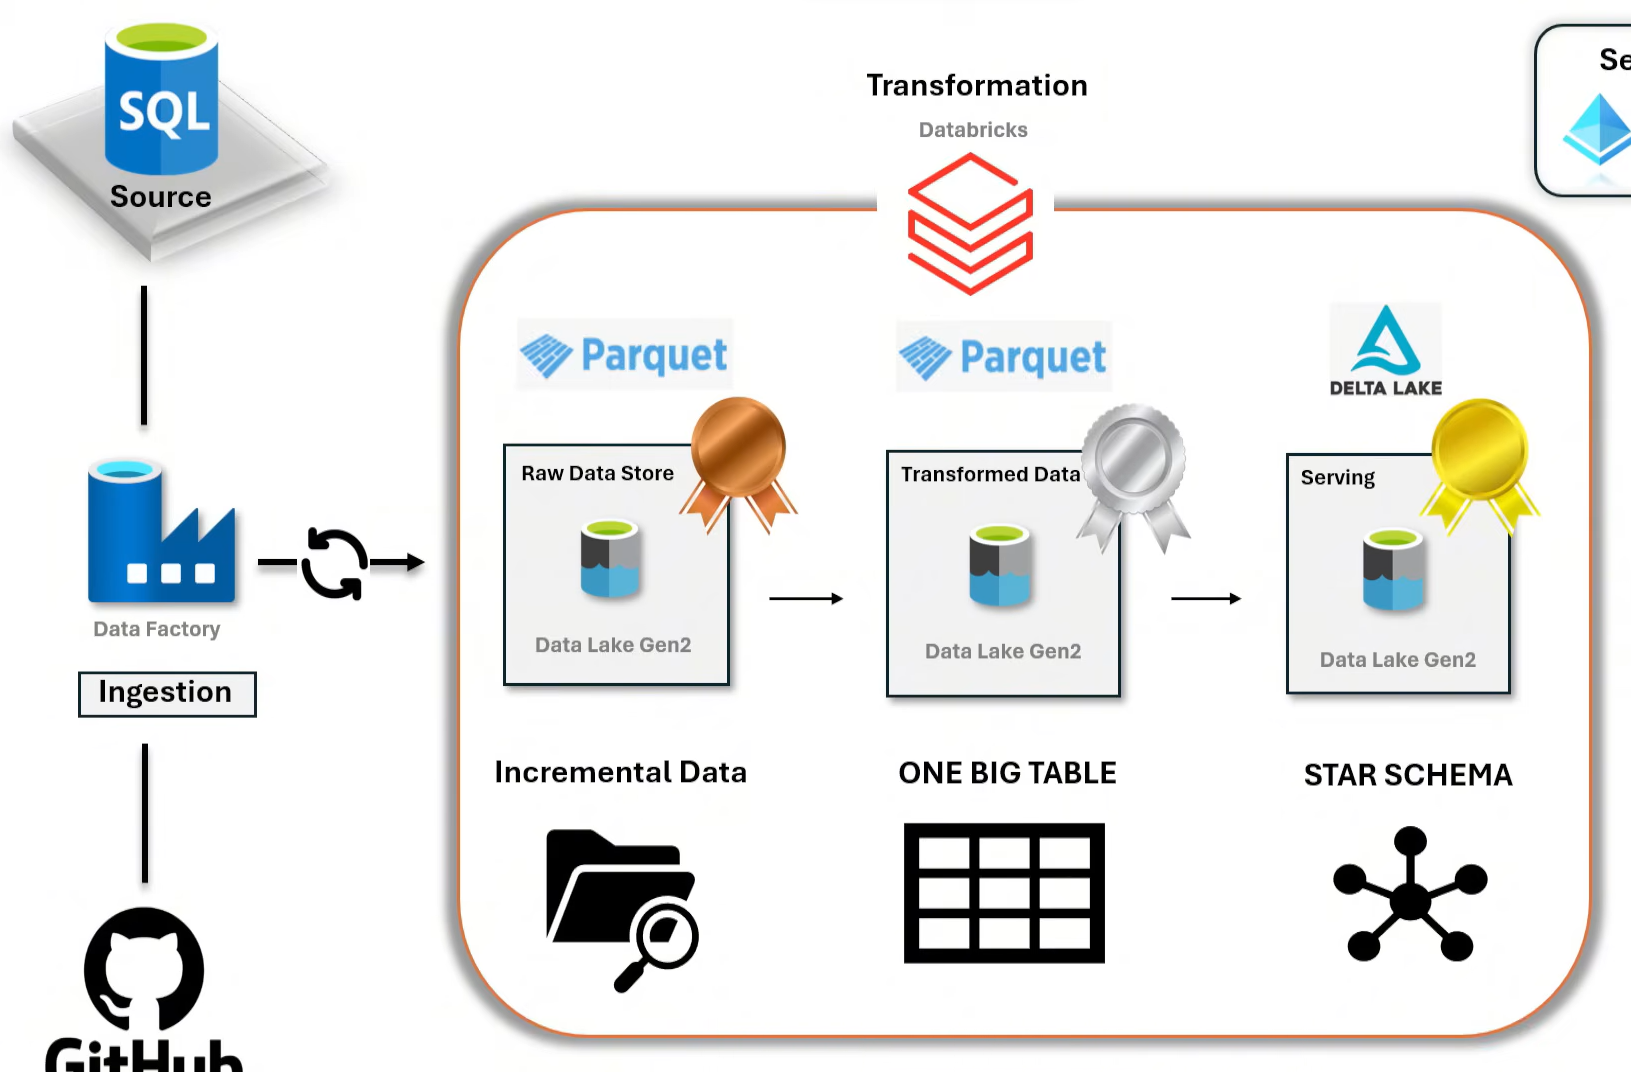 SQL
Source
Transformation
Databricks
Se
Parquet
Parquet
DELTA LAKE
Raw Data Store
Transformed Data
Serving
Data Lake Gen2
Data Lake Gen2
Data Lake Gen2
Data Factory
Ingestion
Incremental Data
ONE BIG TABLE
STAR SCHEMA
GitHub